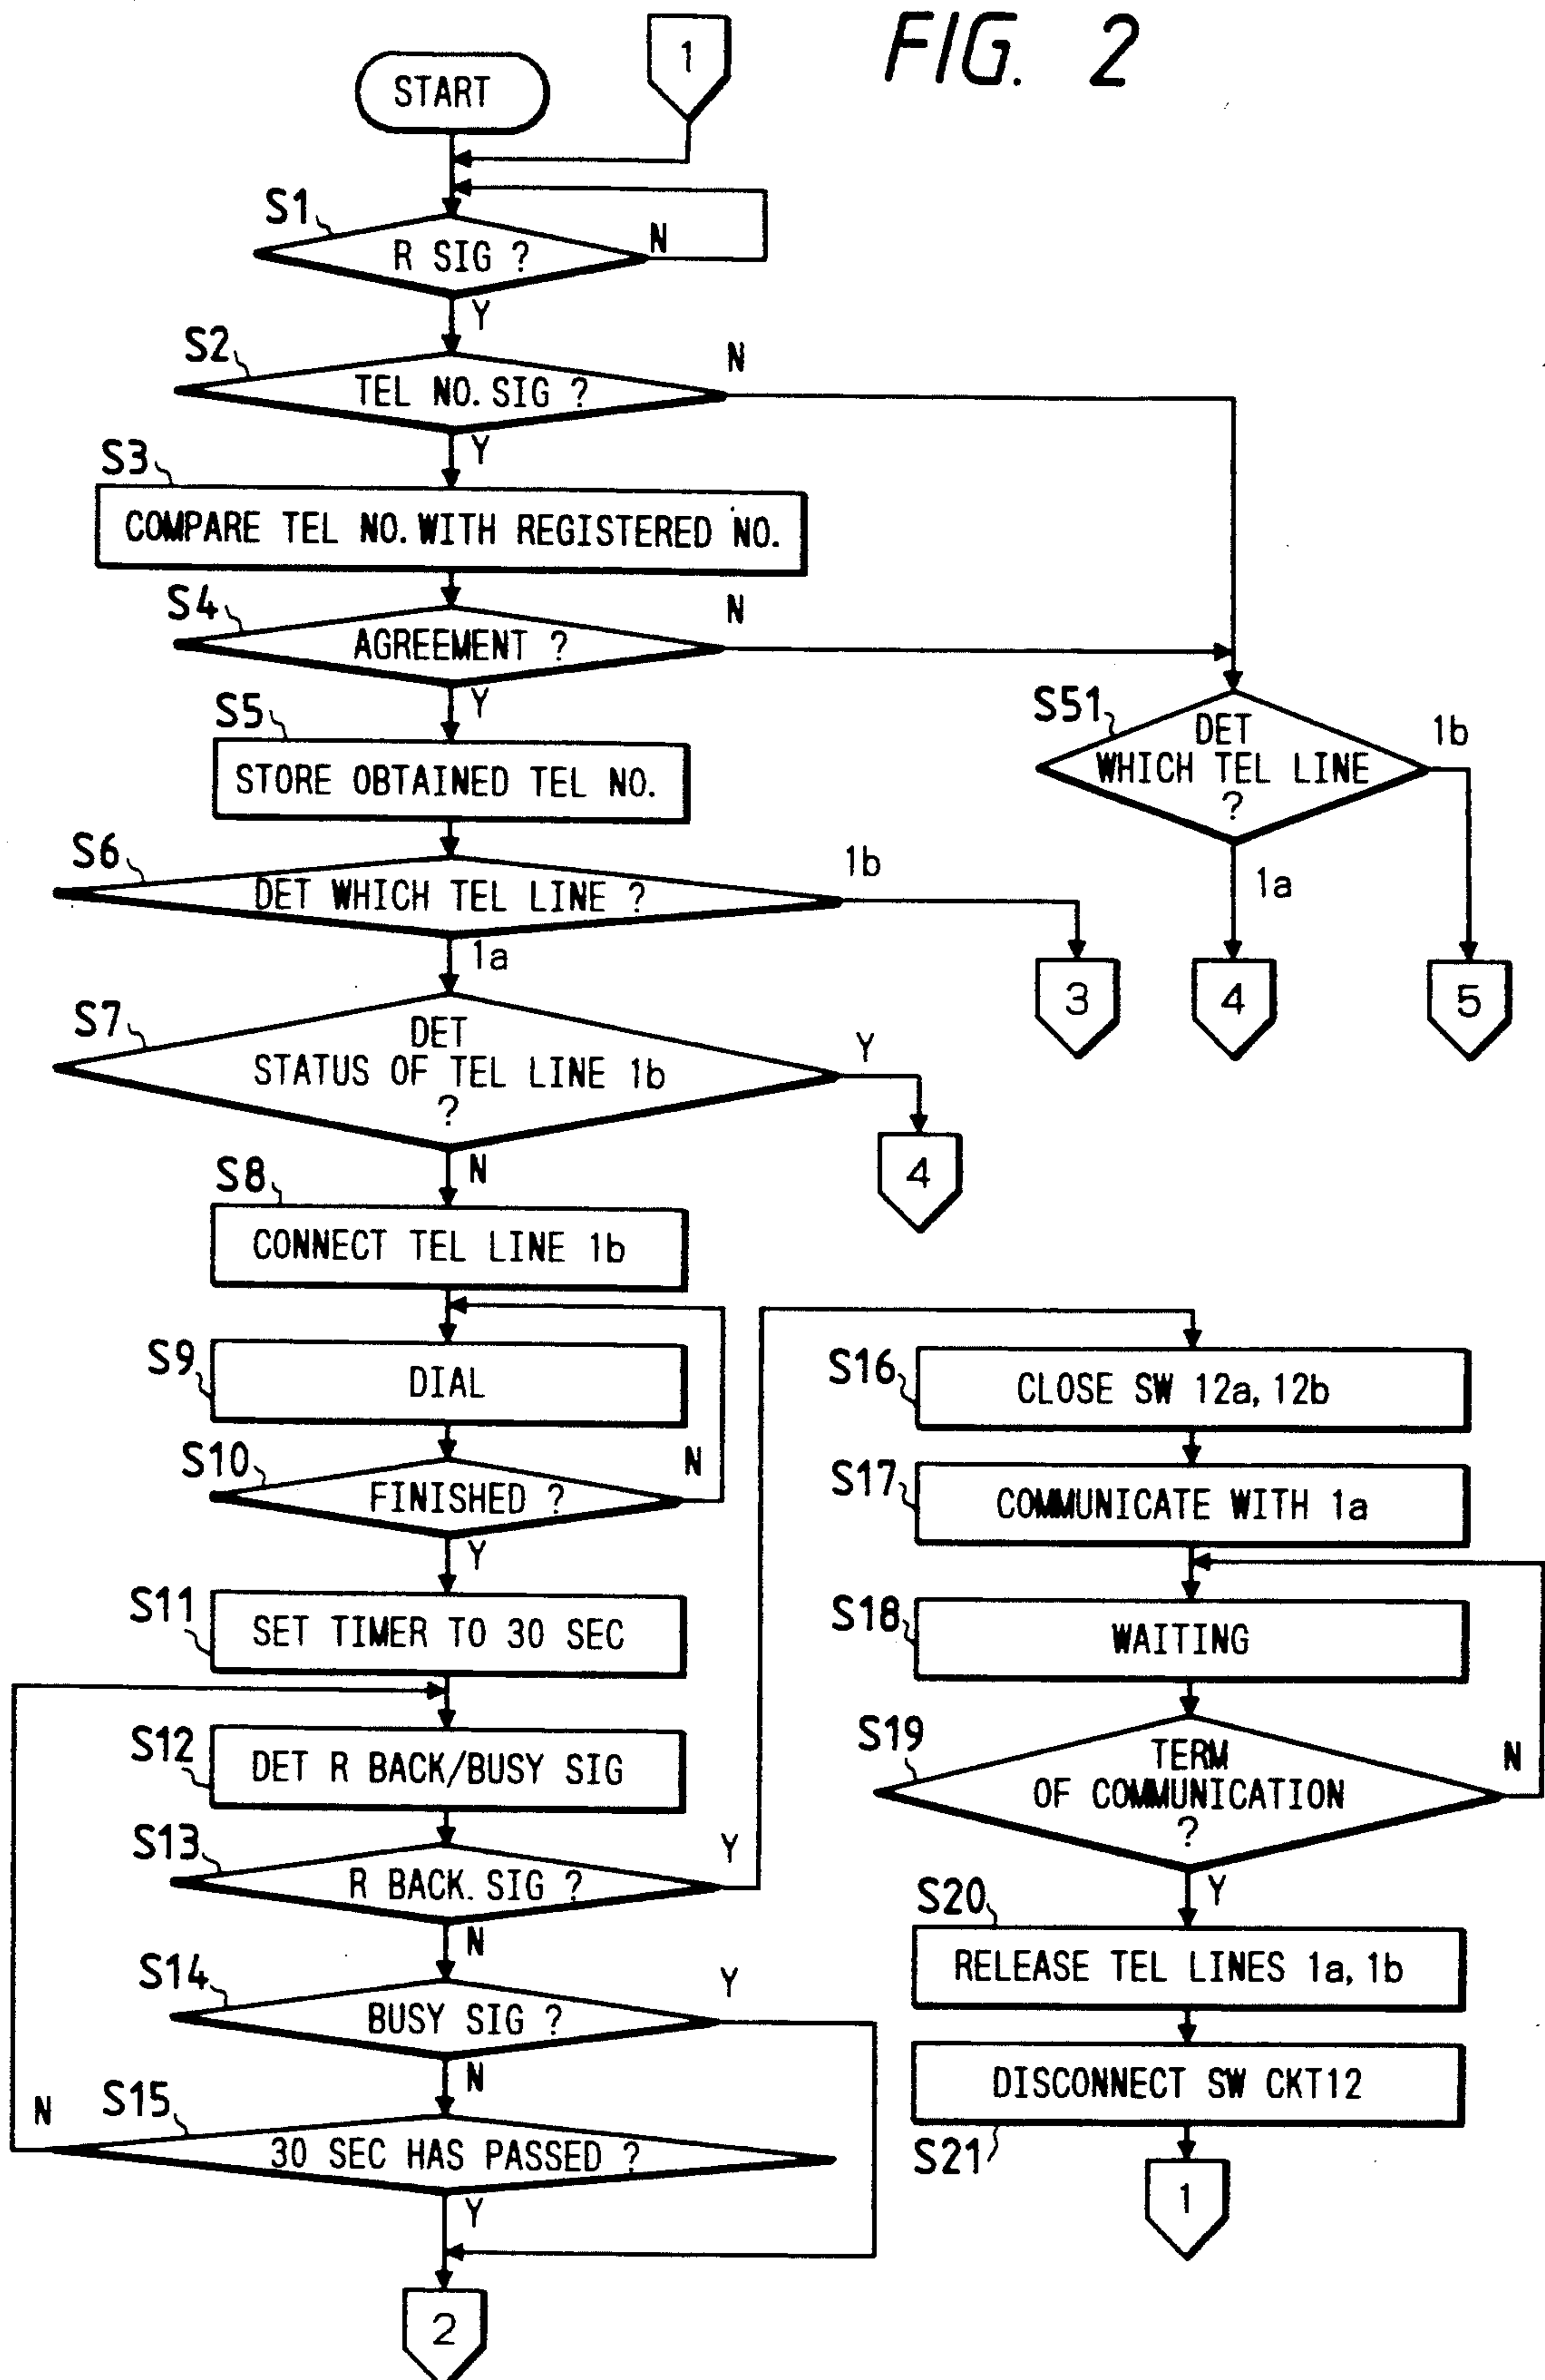 FIG. 2
1
START
S1
R SIG ?
N
Y
S2
TEL NO. SIG ?
N
Y
S3
COMPARE TEL NO. WITH REGISTERED NO.
S4
AGREEMENT ?
N
Y
S5
STORE OBTAINED TEL NO.
S51
DET
WHICH TEL LINE
?
1b
1a
S6
DET WHICH TEL LINE ?
1b
1a
3
4
5
S7
DET
STATUS OF TEL LINE 1b
?
Y
4
N
S8
CONNECT TEL LINE 1b
S9
DIAL
S10
FINISHED ?
N
Y
S11
SET TIMER TO 30 SEC
S12
DET R BACK/BUSY SIG
S13
R BACK. SIG ?
Y
N
S14
BUSY SIG ?
Y
N
S15
30 SEC HAS PASSED ?
N
Y
2
S16
CLOSE SW 12a, 12b
S17
COMMUNICATE WITH 1a
S18
WAITING
S19
TERM
OF COMMUNICATION
?
N
Y
S20
RELEASE TEL LINES 1a, 1b
DISCONNECT SW CKT12
S21
1